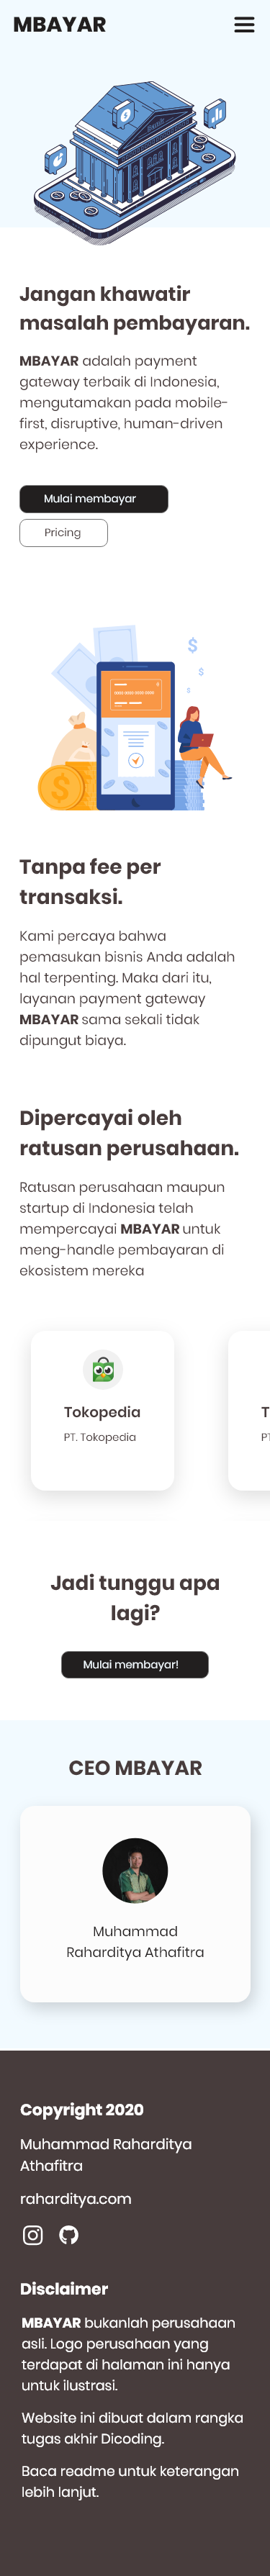 MBAYAR
Jangan khawatir
masalah pembayaran.
MBAYAR adalah payment
gateway terbaik di Indonesia,
mengutamakan pada mobile-
first, disruptive, human-driven
experience.
Mulai membayar
Pricing
Tanpa fee per
transaksi.
Kami percaya bahwa
pemasukan bisnis Anda adalah
hal terpenting. Maka dari itu,
layanan payment gateway
MBAYAR sama sekali tidak
dipungut biaya.
Dipercayai oleh
ratusan perusahaan.
Ratusan perusahaan maupun
startup di Indonesia telah
mempercayai MBAYAR untuk
meng-handle pembayaran di
ekosistem mereka
Tokopedia
PT. Tokopedia
T
PT
Jadi tunggu apa
lagi?
Mulai membayar!
CEO MBAYAR
Muhammad
Raharditya Athafitra
Copyright 2020
Muhammad Raharditya
Athafitra
raharditya.com
Disclaimer
MBAYAR bukanlah perusahaan
asli. Logo perusahaan yang
terdapat di halaman ini hanya
untuk ilustrasi.
Website ini dibuat dalam rangka
tugas akhir Dicoding.
Baca readme untuk keterangan
lebih lanjut.